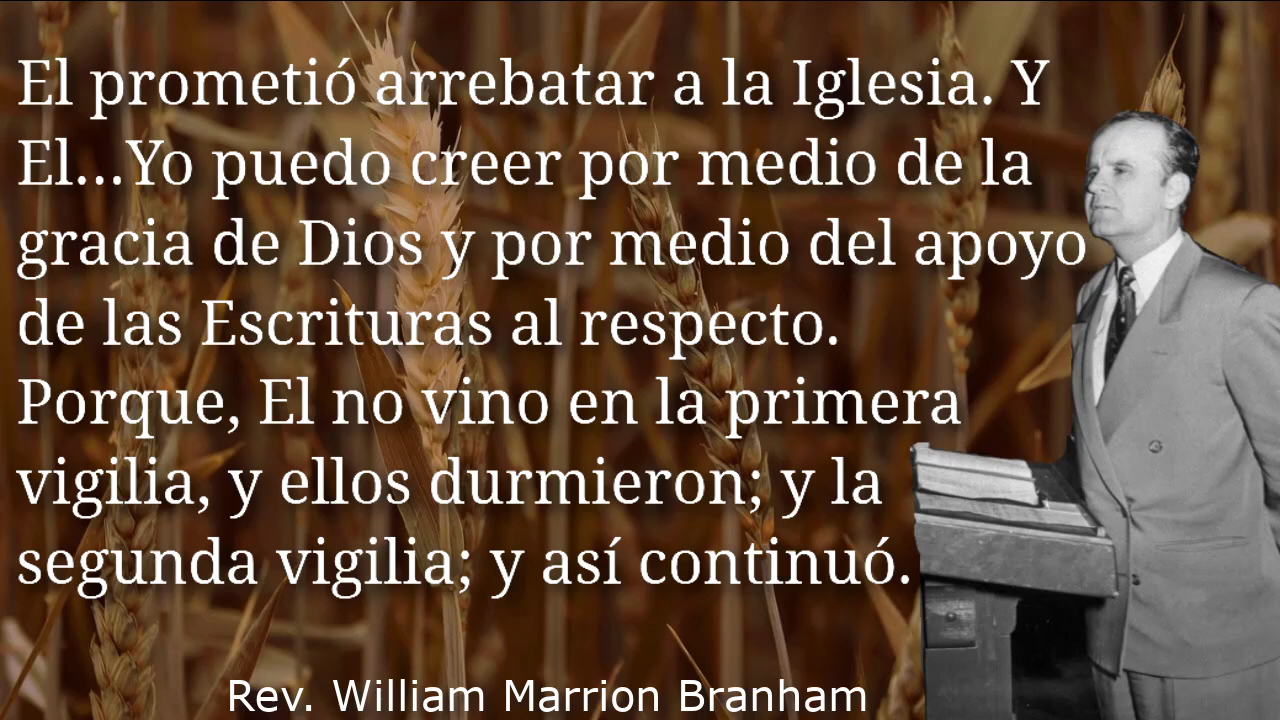 El prometió arrebatar a la Iglesia. Y
El...Yo puedo creer por medio de la
gracia de Dios y por medio del apoyo
de las Escrituras al respecto.
Porque, El no vino en la primera
vigilia, y ellos durmieron; y la
segunda vigilia; y así continuó.
Rev. William Marrion Branham